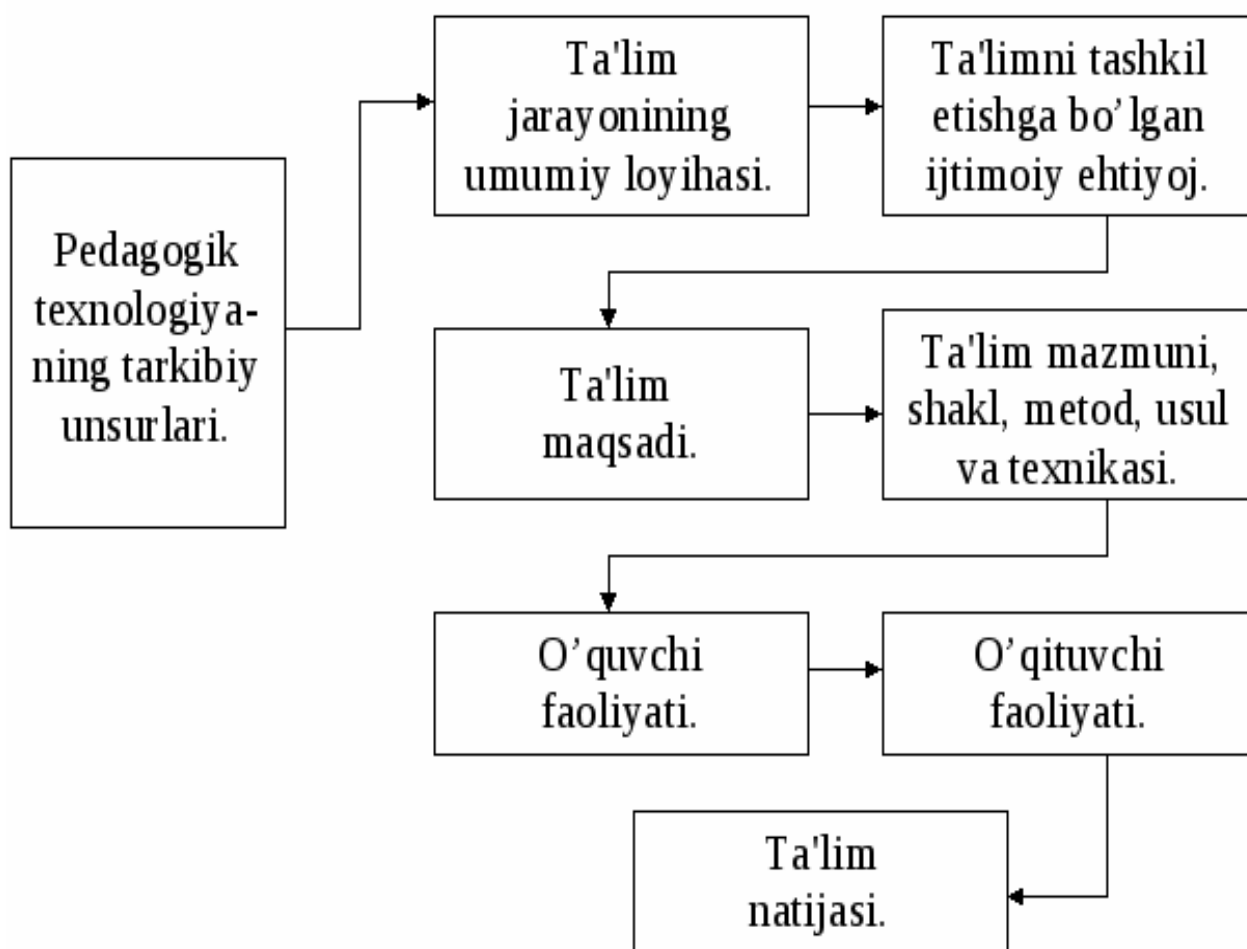 Pedagogik
texnologiya-
ning tarkibiy
unsurlari.
Ta'lim
jarayonining
umumiy loyihasi.
Ta'limni tashkil
etishga bo’lgan
ijtimoiy ehtiyoj.
Ta'lim
maqsadi.
Ta'lim mazmuni,
shakl, metod, usul
va texnikasi.
O’quvchi
faoliyati.
O’qituvchi
faoliyati.
Ta'lim
natijasi.